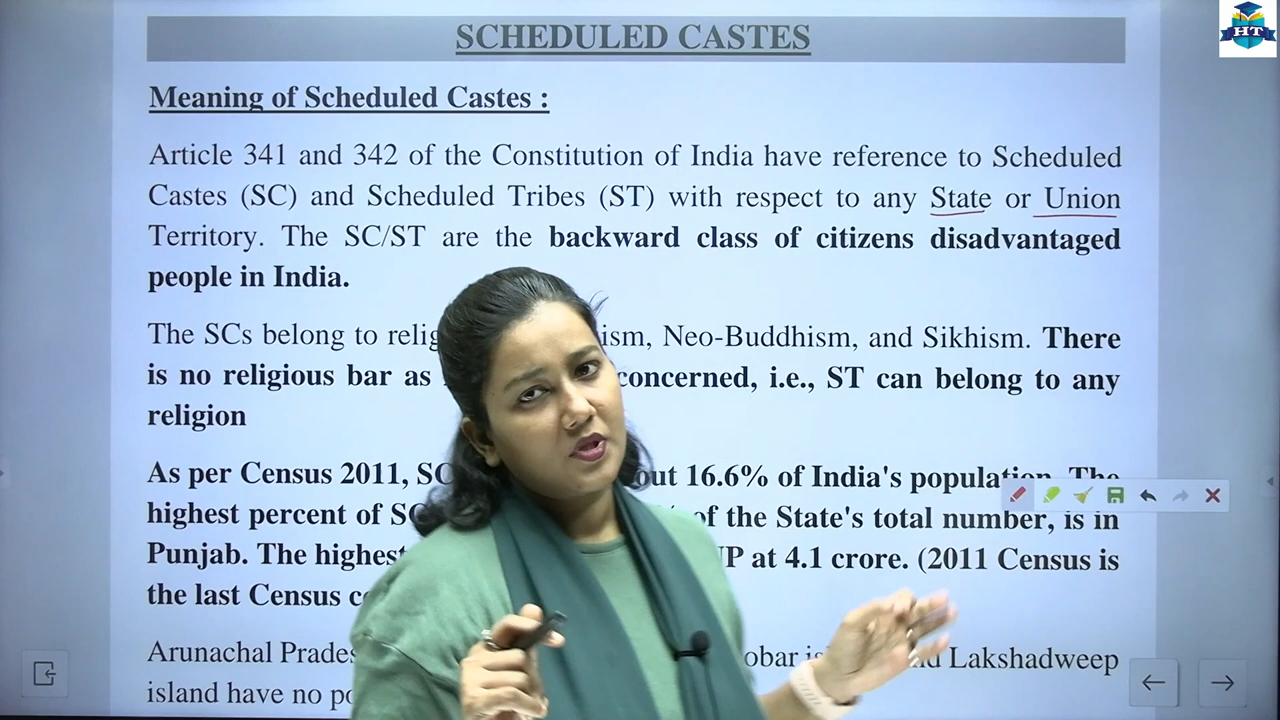 SCHEDULED CASTES
HT
Meaning of Scheduled Castes :
Article 341 and 342 of the Constitution of India have reference to Scheduled
Castes (SC) and Scheduled Tribes (ST) with respect to any State or Union
Territory. The SC/ST are the backward class of citizens disadvantaged
people in India.
The SCs belong to relig ism, Neo-Buddhism, and Sikhism. There
is no religious bar as concerned, i.e., ST can belong to any
religion
As per Census 2011, SC out 16.6% of India's population. The
highest percent of SC of the State's total number, is in
Punjab. The highest UP at 4.1 crore. (2011 Census is
the last Census c
Arunachal Prades obar Lakshadweep
island have no po